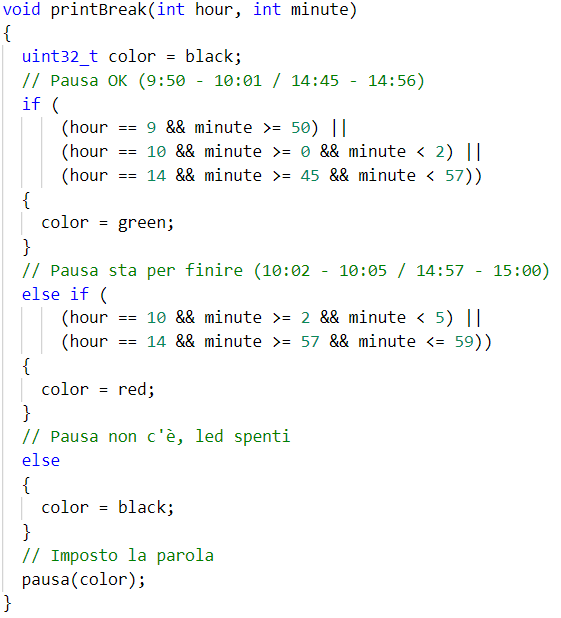 void printBreak(int hour, int minute)
{
  uint32_t color = black;
  // Pausa OK (9:50 - 10:01 / 14:45 - 14:56)
  if (
      (hour == 9 && minute >= 50) ||
      (hour == 10 && minute >= 0 && minute < 2) ||
      (hour == 14 && minute >= 45 && minute < 57))
  {
    color = green;
  }
  // Pausa sta per finire (10:02 - 10:05 / 14:57 - 15:00)
  else if (
      (hour == 10 && minute >= 2 && minute < 5) ||
      (hour == 14 && minute >= 57 && minute <= 59))
  {
    color = red;
  }
  // Pausa non c'è, led spenti
  else
  {
    color = black;
  }
  // Imposto la parola
  pausa(color);
}